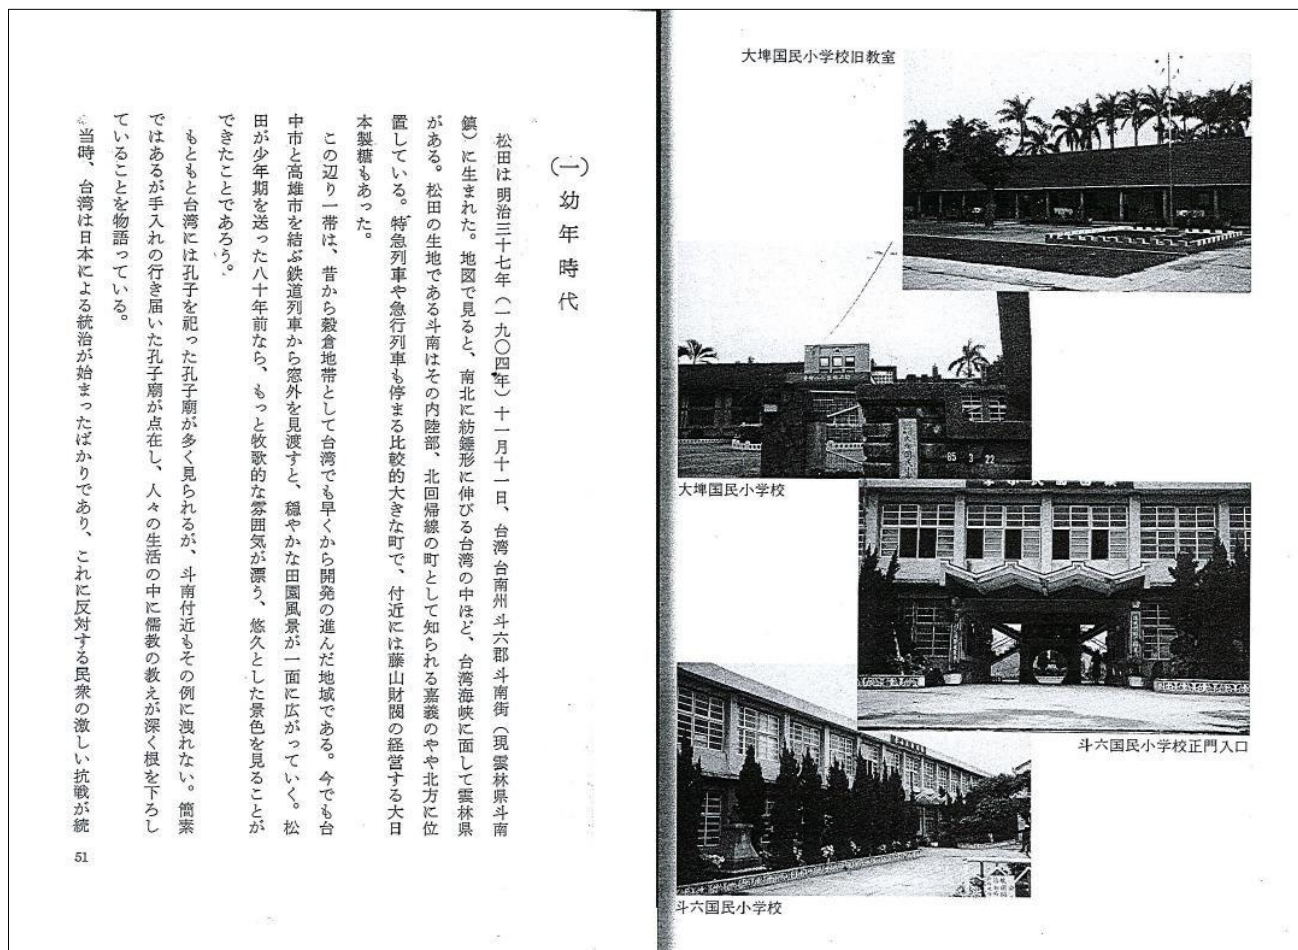 大埤国民小学校旧教室
85 3 22
大埤国民小学校
斗六国民小学校正門入口
斗六国民小学校
(一)幼年時代
松田は明治三十七年(一九〇四年)十一月十一日、台湾台南州斗六郡斗南街(現雲林県斗南
鎮)に生まれた。地図で見ると、南北に紡錘形に伸びる台湾の中ほど、台湾海峡に面して雲林県
がある。松田の生地である斗南はその内陸部、北回帰線の町として知られる嘉義のやや北方に位
置している。特急列車や急行列車も停まる比較的大きな町で、付近には藤山財閥の経営する大日
本製糖もあった。
この辺り一帯は、昔から穀倉地帯として台湾でも早くから開発の進んだ地域である。今でも台
中市と高雄市を結ぶ鉄道列車から窓外を見渡すと、穏やかな田園風景が一面に広がっていく。松
田が少年期を送った八十年前なら、もっと牧歌的な雰囲気が漂う、悠久とした景色を見ることが
できたことであろう。
もともと台湾には孔子を祀った孔子廟が多く見られるが、斗南付近もその例に洩れない。簡素
ではあるが手入れの行き届いた孔子廟が点在し、人々の生活の中に儒教の教えが深く根を下ろし
ていることを物語っている。
当時、台湾は日本による統治が始まったばかりであり、これに反対する民衆の激しい抗戦が続
51